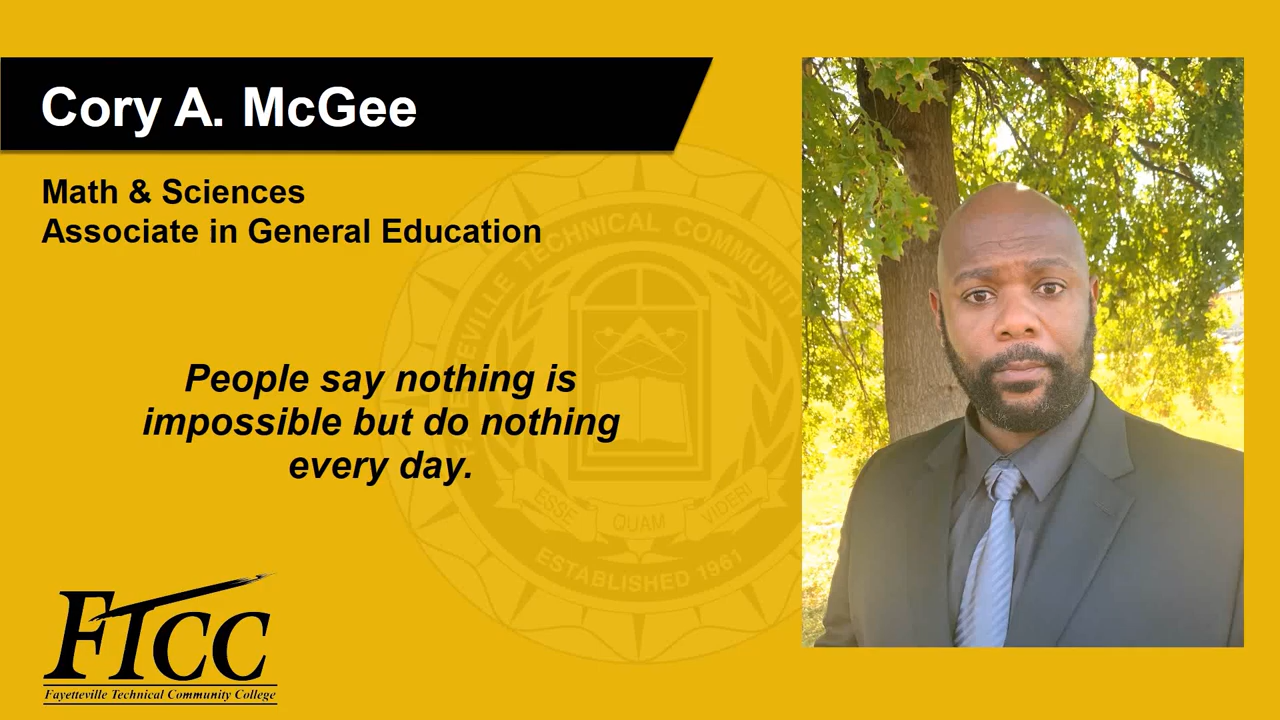 Cory A. McGee
Math & Sciences
Associate in General Education
People say nothing is
impossible but do nothing
every day.
FAYETTEVILLE TECHNICAL COMMUNITY
ESSE QUAM VIDERI
ESTABLISHED 1961
FTCC
Fayetteville Technical Community College